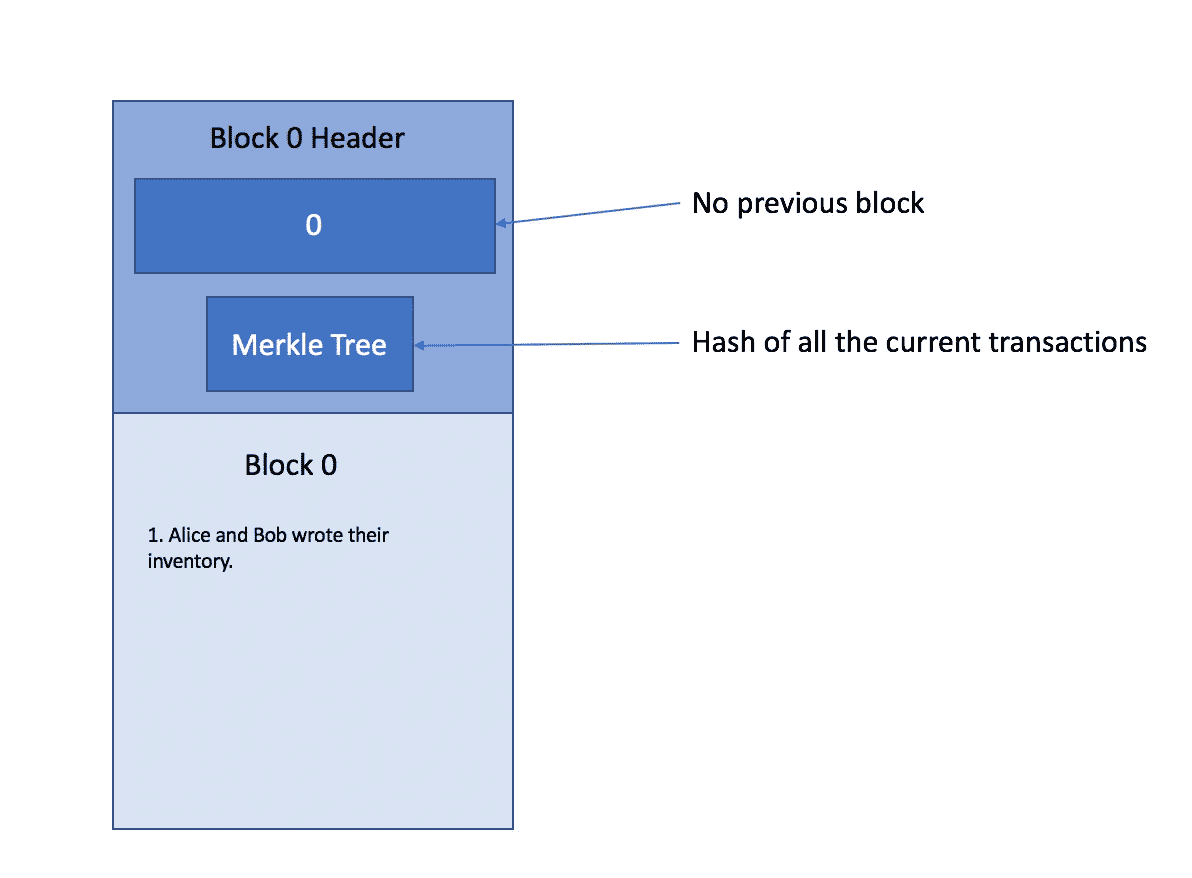 Block 0 Header
0
No previous block
Merkle Tree
Hash of all the current transactions
Block 0
1. Alice and Bob wrote their
inventory.